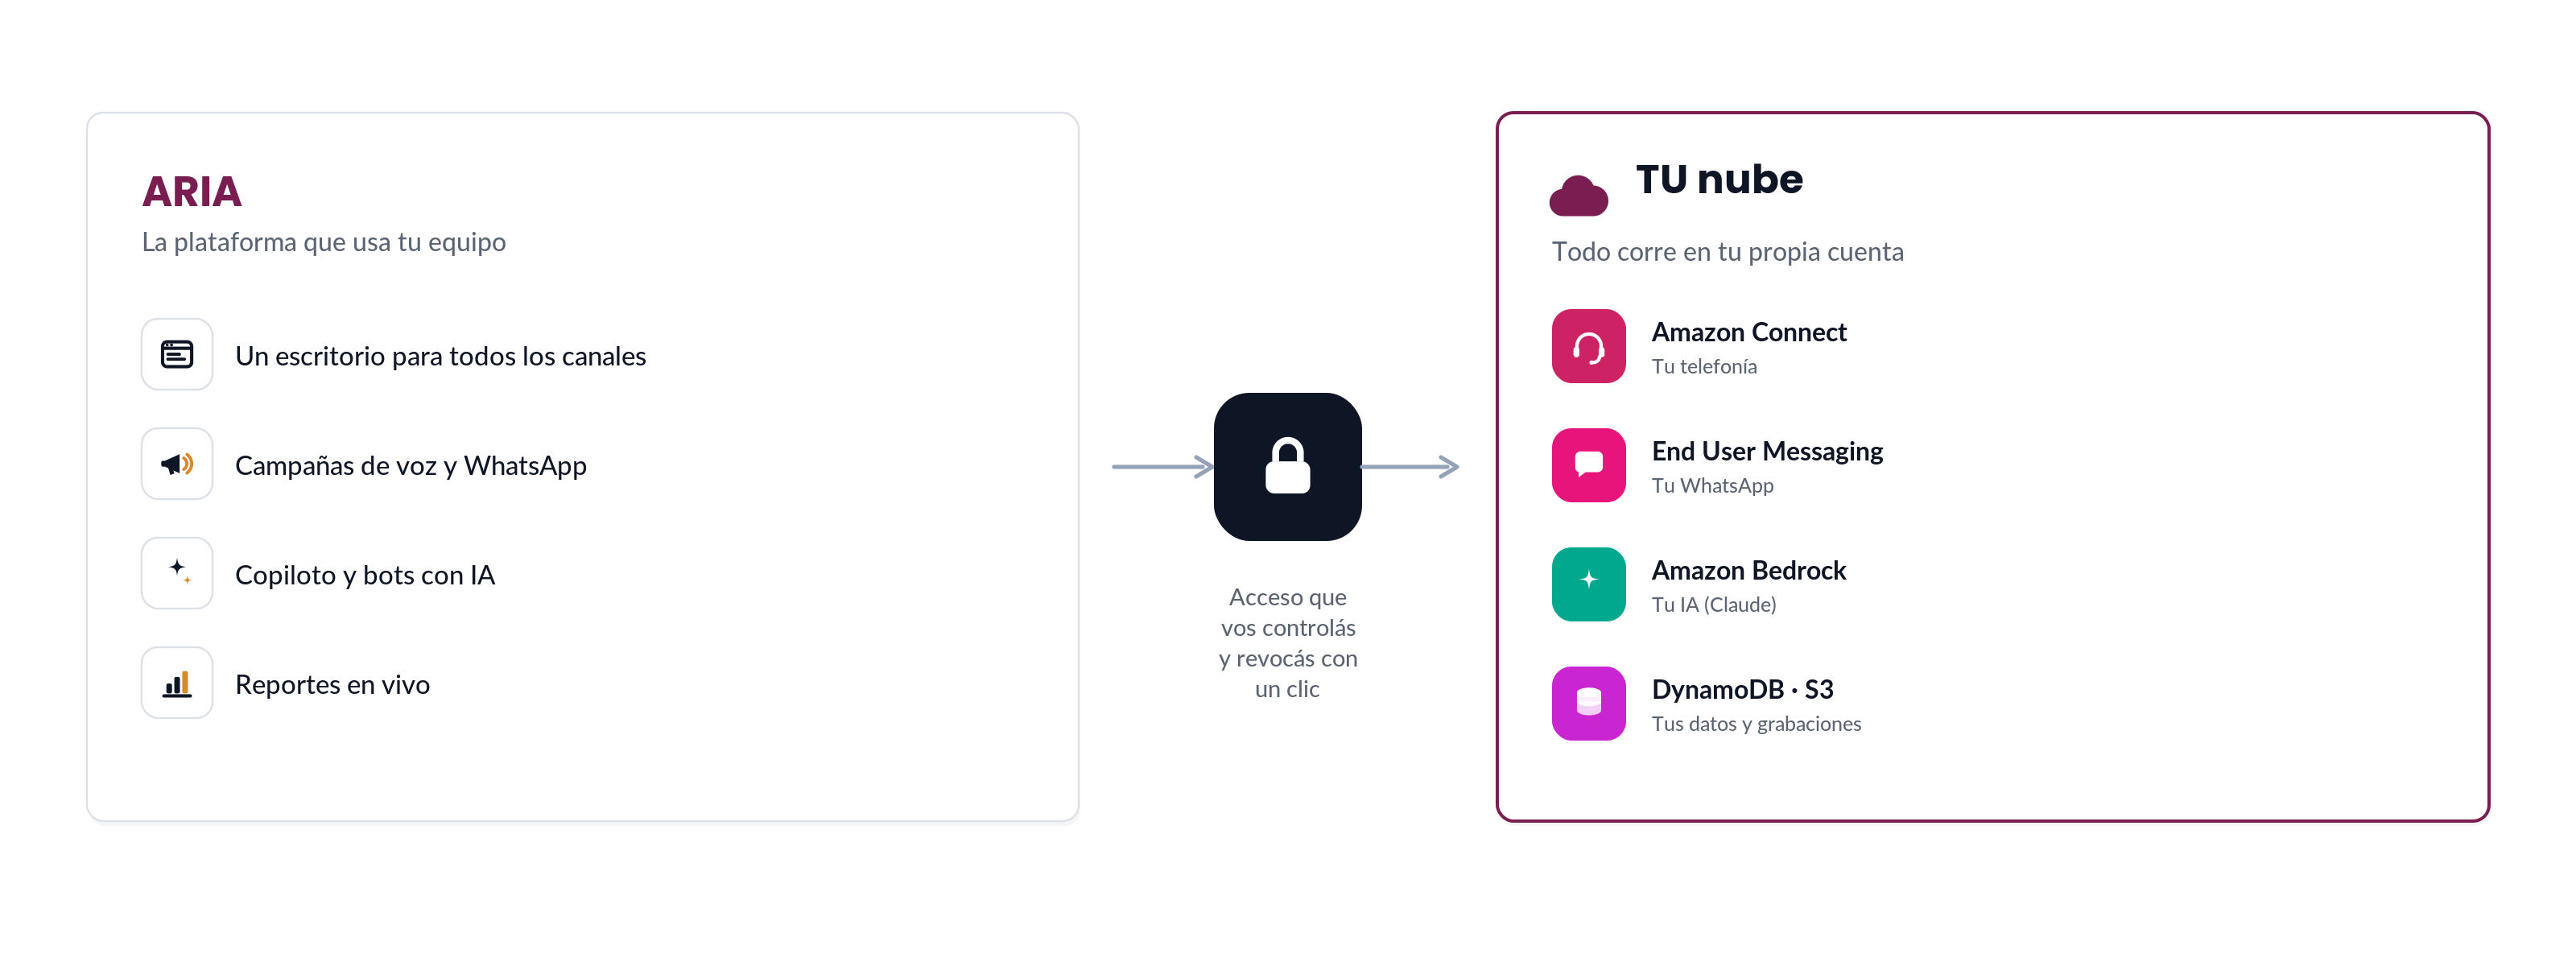 ARIA
La plataforma que usa tu equipo
Un escritorio para todos los canales
Campañas de voz y WhatsApp
Copiloto y bots con IA
Reportes en vivo
Acceso que
vos controlás
y revocás con
un clic
TU nube
Todo corre en tu propia cuenta
Amazon Connect
Tu telefonía
End User Messaging
Tu WhatsApp
Amazon Bedrock
Tu IA (Claude)
DynamoDB · S3
Tus datos y grabaciones